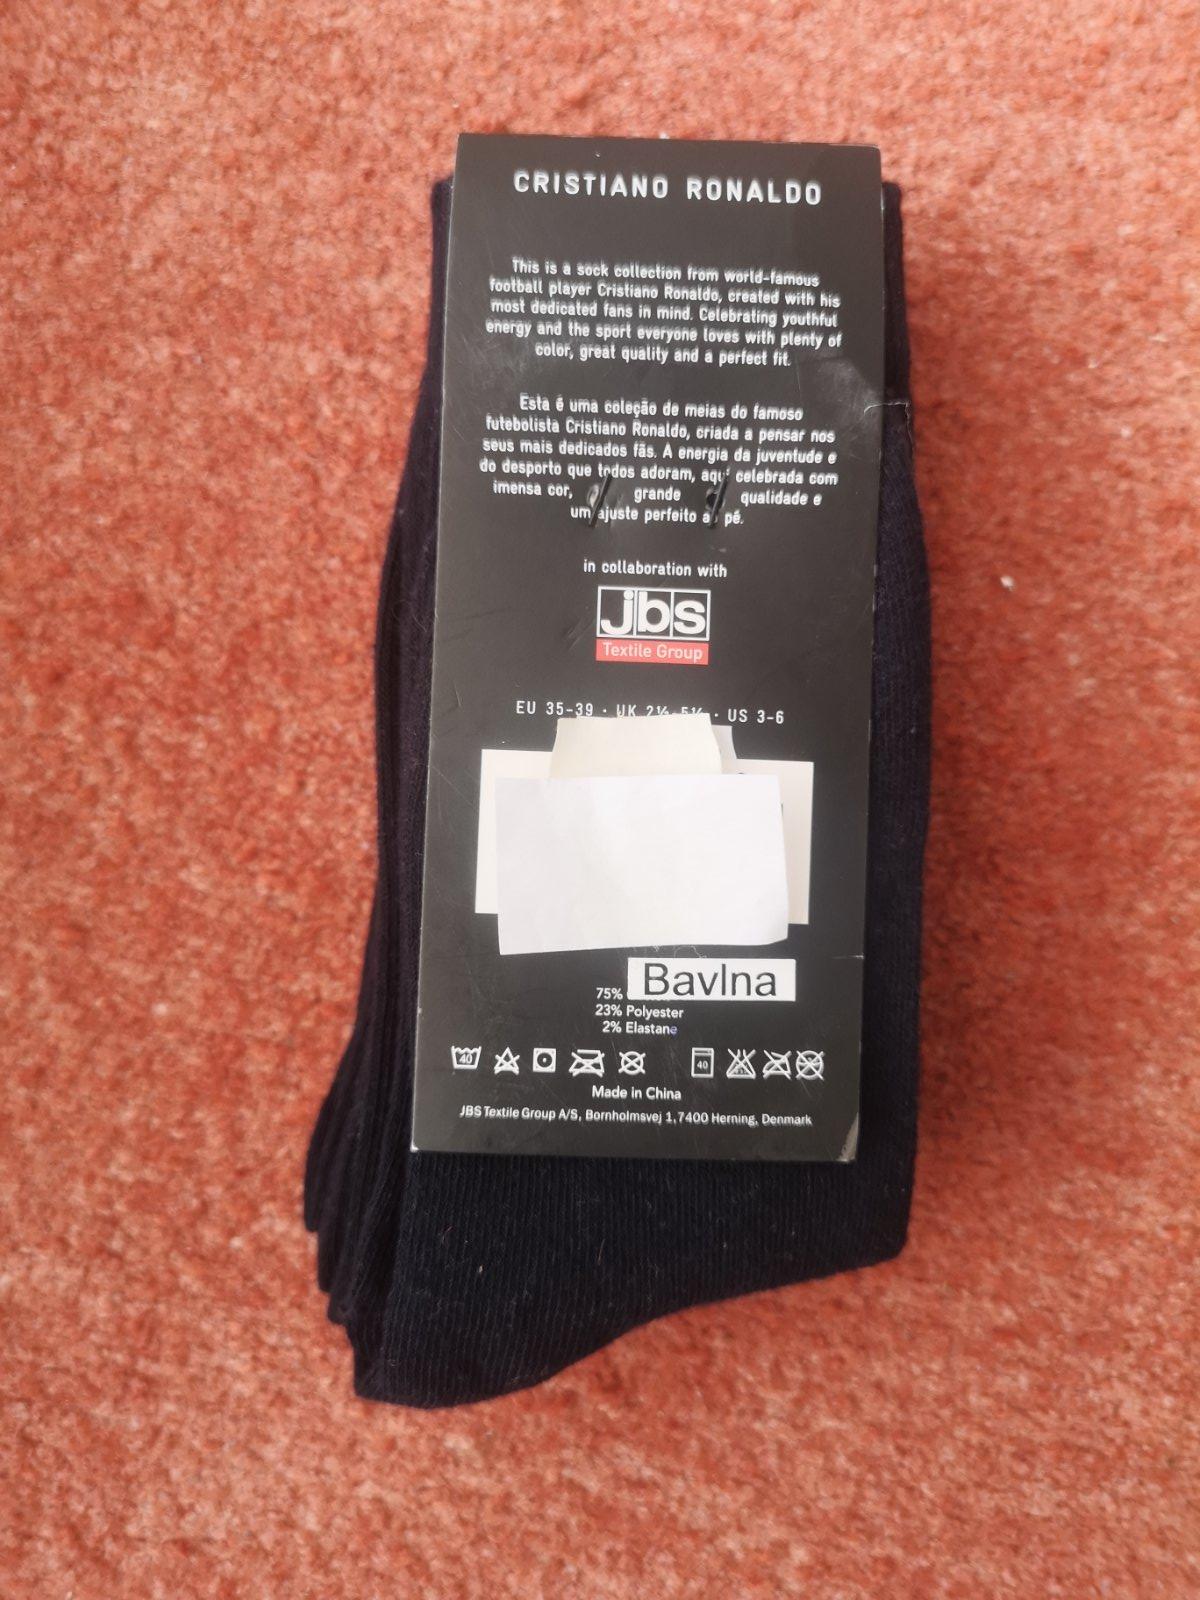 CRISTIANO RONALDO
This is a sock collection from world-famous
football player Cristiano Ronaldo, created with his
most dedicated fans in mind. Celebrating youthful
energy and the sport everyone loves with plenty of
color, great quality and a perfect fit.
Esta é uma coleção de meias do famoso
futebolista Cristiano Ronaldo, criada a pensar nos
seus mais dedicados fãs. A energia da juventude e
do desporto que todos adoram, aqui celebrada com
imensa cor, grande qualidade e
um ajuste perfeito ao pé.
in collaboration with
jbs
Textile Group
EU 35-39 · UK 2½-5½ · US 3-6
Bavlna
75%
23% Polyester
2% Elastane
40 40
Made in China
JBS Textile Group A/S, Bornholmsvej 1, 7400 Herning, Denmark